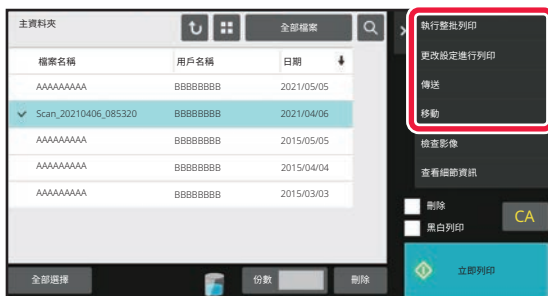 主資料夾 全部檔案
檔案名稱 用戶名稱 日期
AAAAAAAAA BBBBBBBB 2021/05/05
Scan_20210406_085320 BBBBBBBB 2021/04/06
AAAAAAAAA BBBBBBBB 2015/05/05
AAAAAAAAA BBBBBBBB 2015/04/04
AAAAAAAAA BBBBBBBB 2015/03/03
全部選擇 份數 刪除
執行整批列印
更改設定進行列印
傳送
移動
檢查影像
查看細節資訊
刪除
黑白列印
CA
立即列印